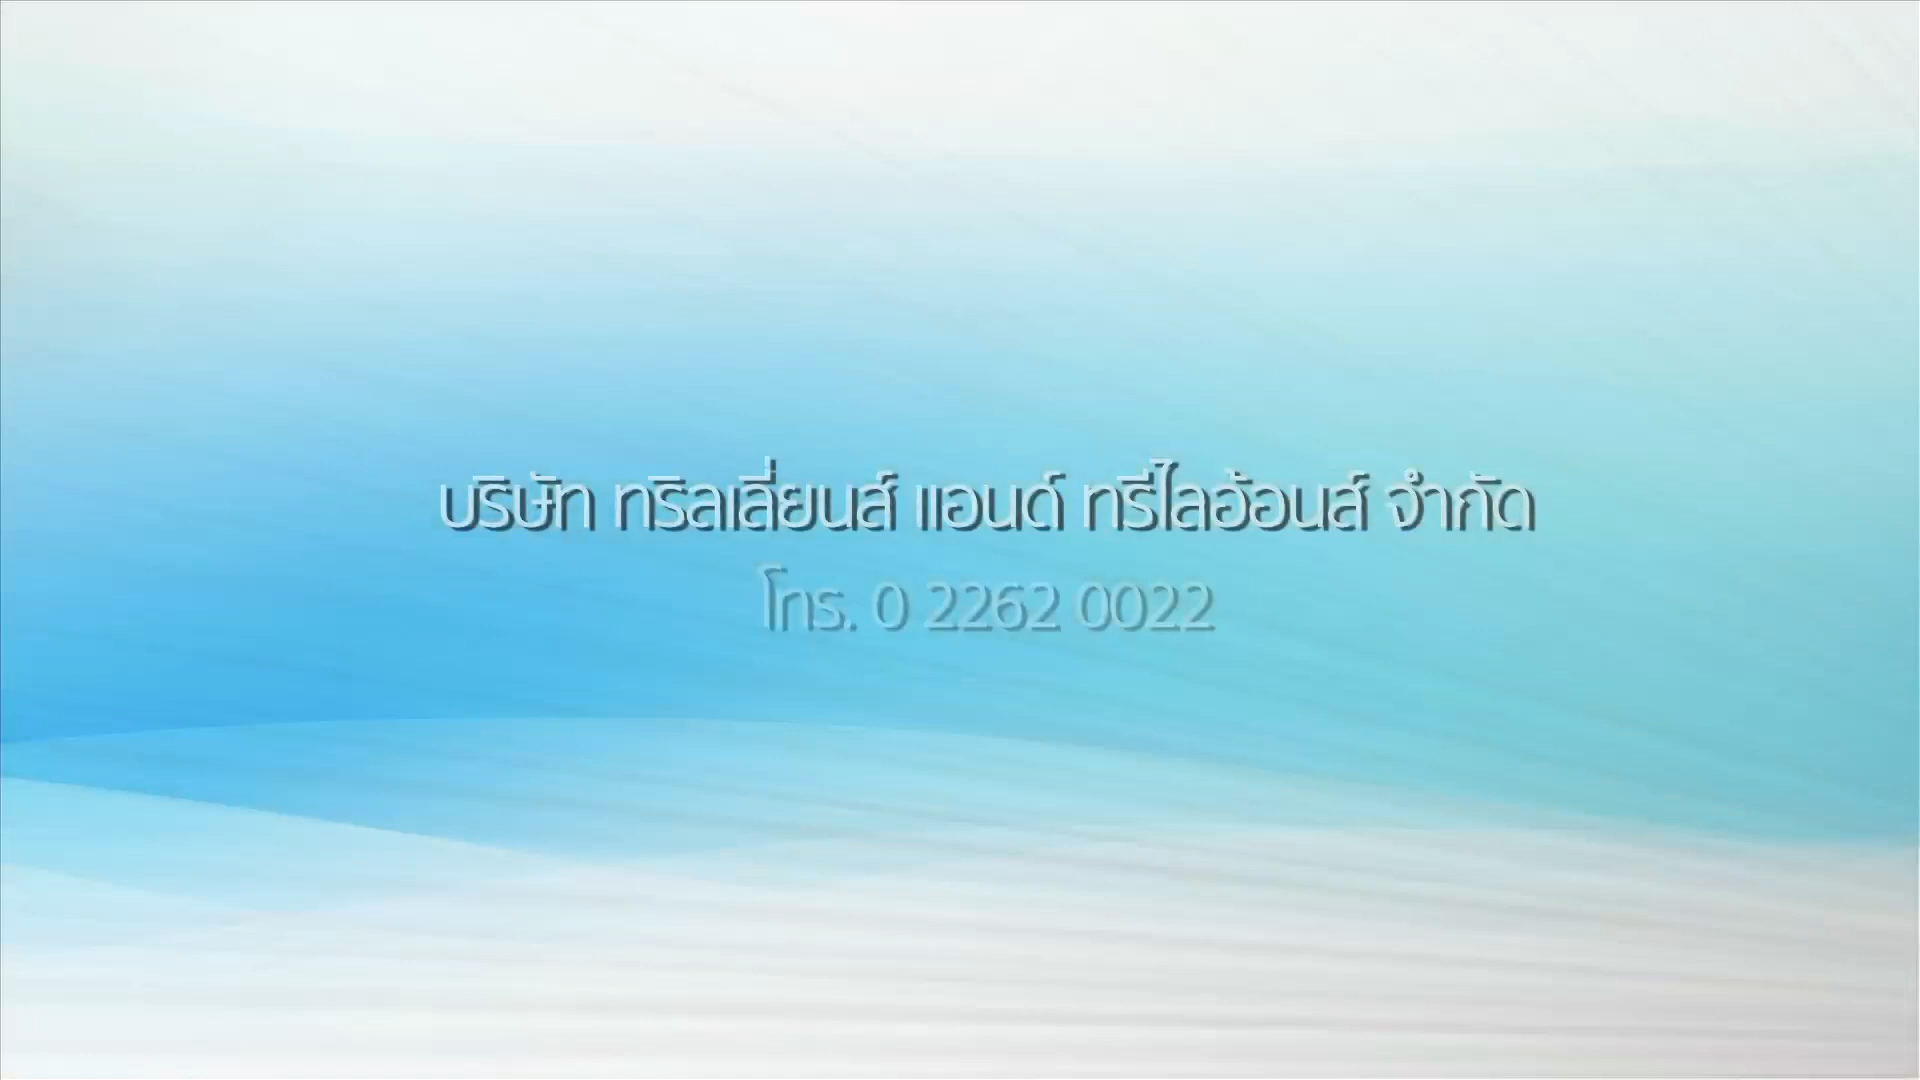 บริษัท ทริลเลี่ยนส์ แอนด์ ทรีไลอ้อนส์ จำกัด
โทร. 0 2262 0022